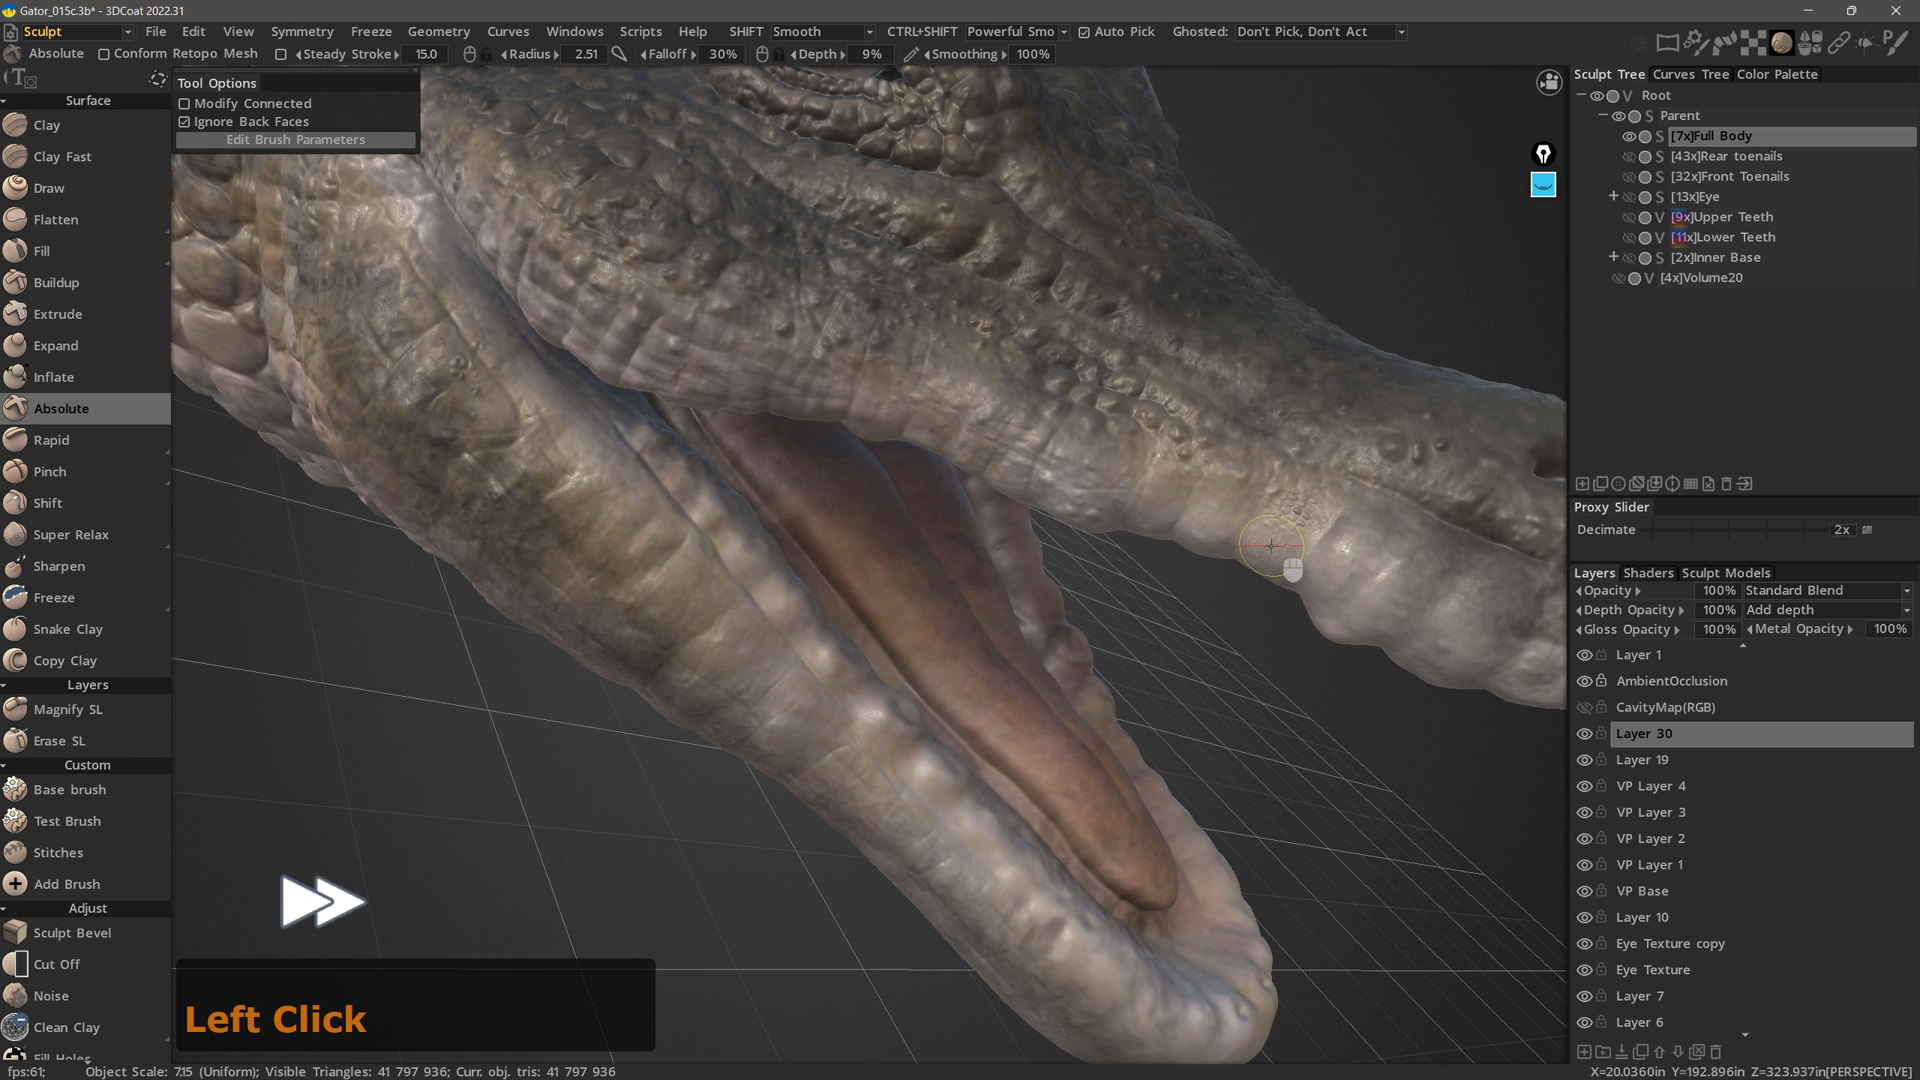 Gator_015c.3b* - 3DCoat 2022.31
Sculpt File Edit View Symmetry Freeze Geometry Curves Windows Scripts Help SHIFT Smooth CTRL+SHIFT Powerful Smo Auto Pick Ghosted: Don't Pick, Don't Act
Absolute Conform Retopo Mesh Steady Stroke 15.0 Radius 2.51 Falloff 30% Depth 9% Smoothing 100%
Tool Options
Modify Connected
Ignore Back Faces
Edit Brush Parameters
Surface
Clay
Clay Fast
Draw
Flatten
Fill
Buildup
Extrude
Expand
Inflate
Absolute
Rapid
Pinch
Shift
Super Relax
Sharpen
Freeze
Snake Clay
Copy Clay
Layers
Magnify SL
Erase SL
Custom
Base brush
Test Brush
Stitches
Add Brush
Adjust
Sculpt Bevel
Cut Off
Noise
Clean Clay
Fill Holes
Left Click
Sculpt Tree Curves Tree Color Palette
V Root
S Parent
S [7x]Full Body
S [43x]Rear toenails
S [32x]Front Toenails
S [13x]Eye
V [9x]Upper Teeth
V [11x]Lower Teeth
S [2x]Inner Base
V [4x]Volume20
Proxy Slider
Decimate 2x
Layers Shaders Sculpt Models
Opacity 100% Standard Blend
Depth Opacity 100% Add depth
Gloss Opacity 100% Metal Opacity 100%
Layer 1
AmbientOcclusion
CavityMap(RGB)
Layer 30
Layer 19
VP Layer 4
VP Layer 3
VP Layer 2
VP Layer 1
VP Base
Layer 10
Eye Texture copy
Eye Texture
Layer 7
Layer 6
fps:61; Object Scale: 7.15 (Uniform); Visible Triangles: 41 797 936; Curr. obj. tris: 41 797 936
X=20.0360in Y=192.896in Z=323.937in[PERSPECTIVE]